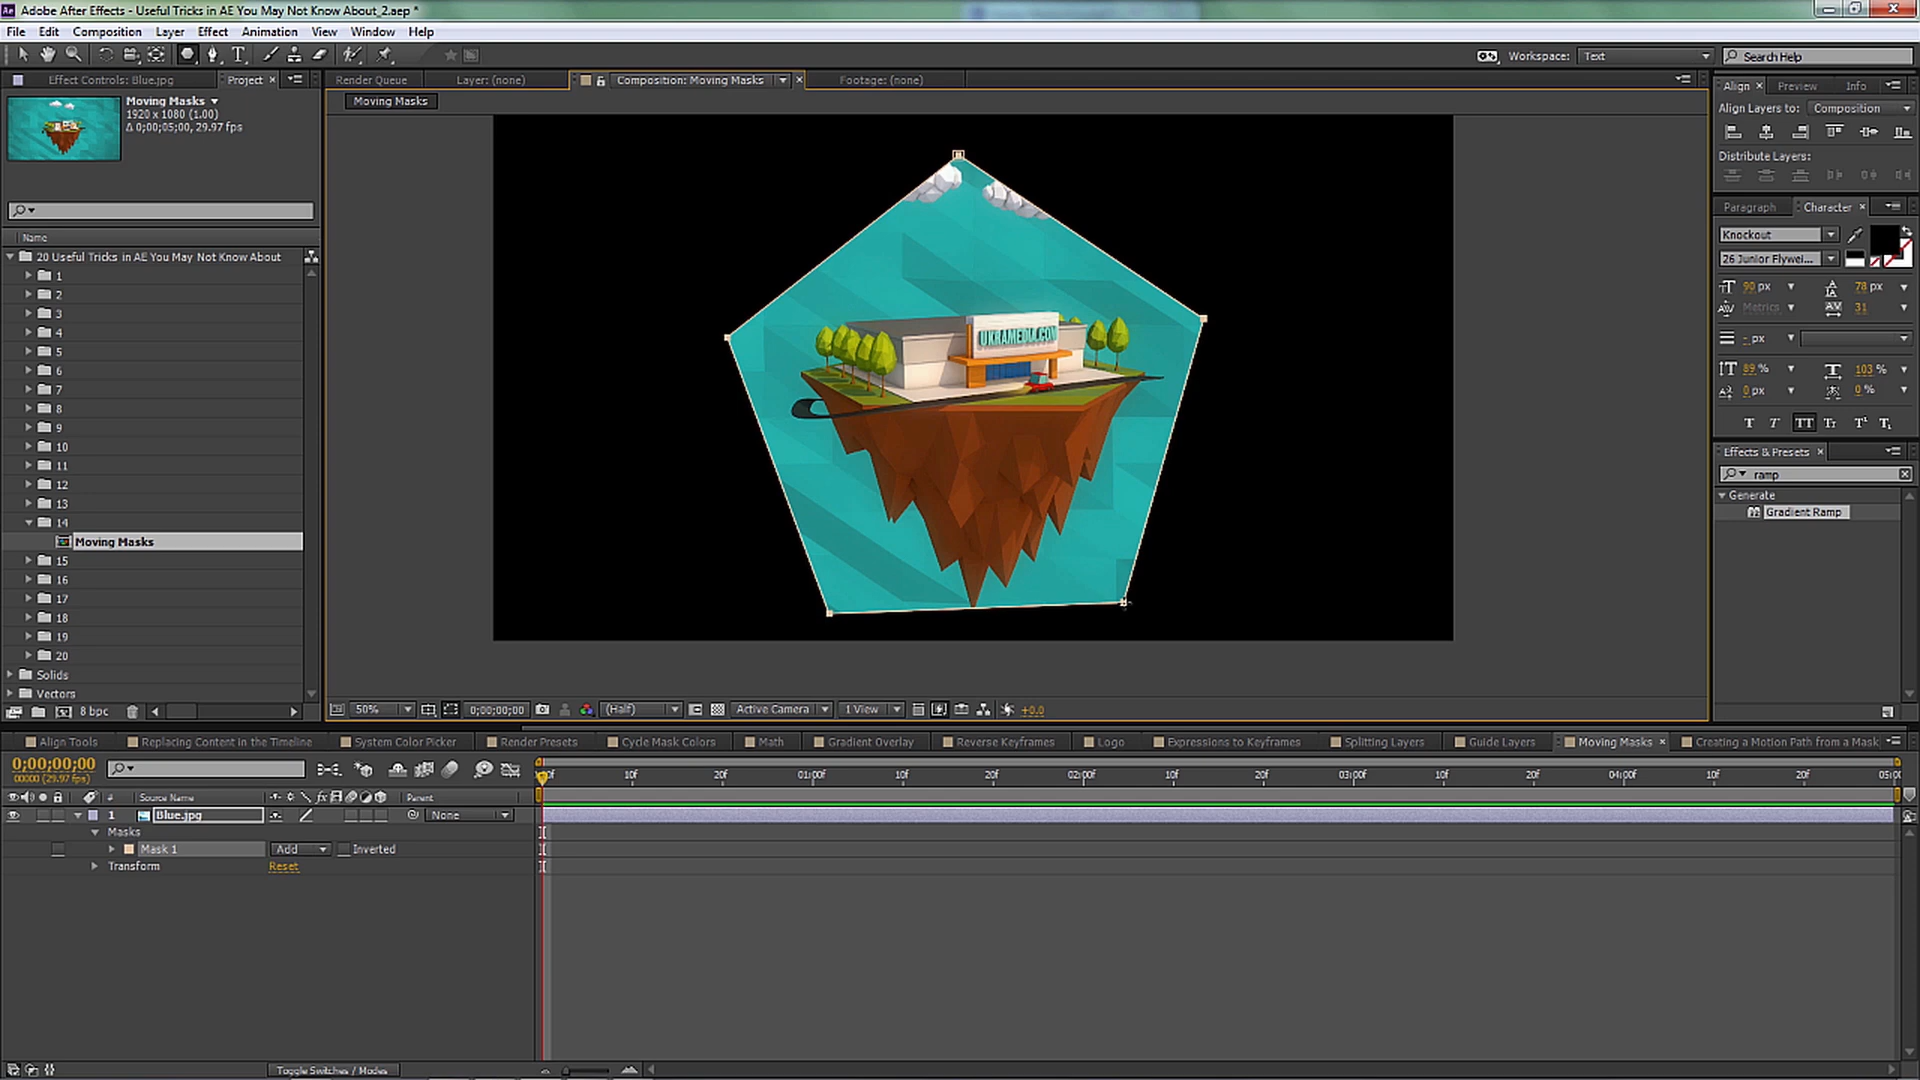 Adobe After Effects - Useful Tricks in AE You May Not Know About_2.aep *
File Edit Composition Layer Effect Animation View Window Help
Workspace: Text Search Help
Effect Controls: Blue.jpg Project
Render Queue Layer: (none) Composition: Moving Masks Footage: (none)
Moving Masks
1920 x 1080 (1.00)
Δ 0;00;05;00, 29.97 fps
Moving Masks
Name
20 Useful Tricks in AE You May Not Know About
1
2
3
4
5
6
7
8
9
10
11
12
13
14
Moving Masks
15
16
17
18
19
20
Solids
Vectors
8 bpc
UKRAMEDIA.COM
50% 0;00;00;00 (Half) Active Camera 1 View +0.0
Align Preview Info
Align Layers to: Composition
Distribute Layers:
Paragraph Character
Knockout
26 Junior Flywei...
90 px 78 px
Metrics 31
- px
89 % 103 %
0 px 0 %
Effects & Presets
ramp
Generate
Gradient Ramp
Align Tools Replacing Content in the Timeline System Color Picker Render Presets Cycle Mask Colors Math Gradient Overlay Reverse Keyframes Logo Expressions to Keyframes Splitting Layers Guide Layers Moving Masks Creating a Motion Path from a Mask
0;00;00;00
00000 (29.97 fps)
10f 20f 01:00f 10f 20f 02:00f 10f 20f 03:00f 10f 20f 04:00f 10f 20f 05:00
# Source Name Parent
1 Blue.jpg None
Masks
Mask 1 Add Inverted
Transform Reset
Toggle Switches / Modes